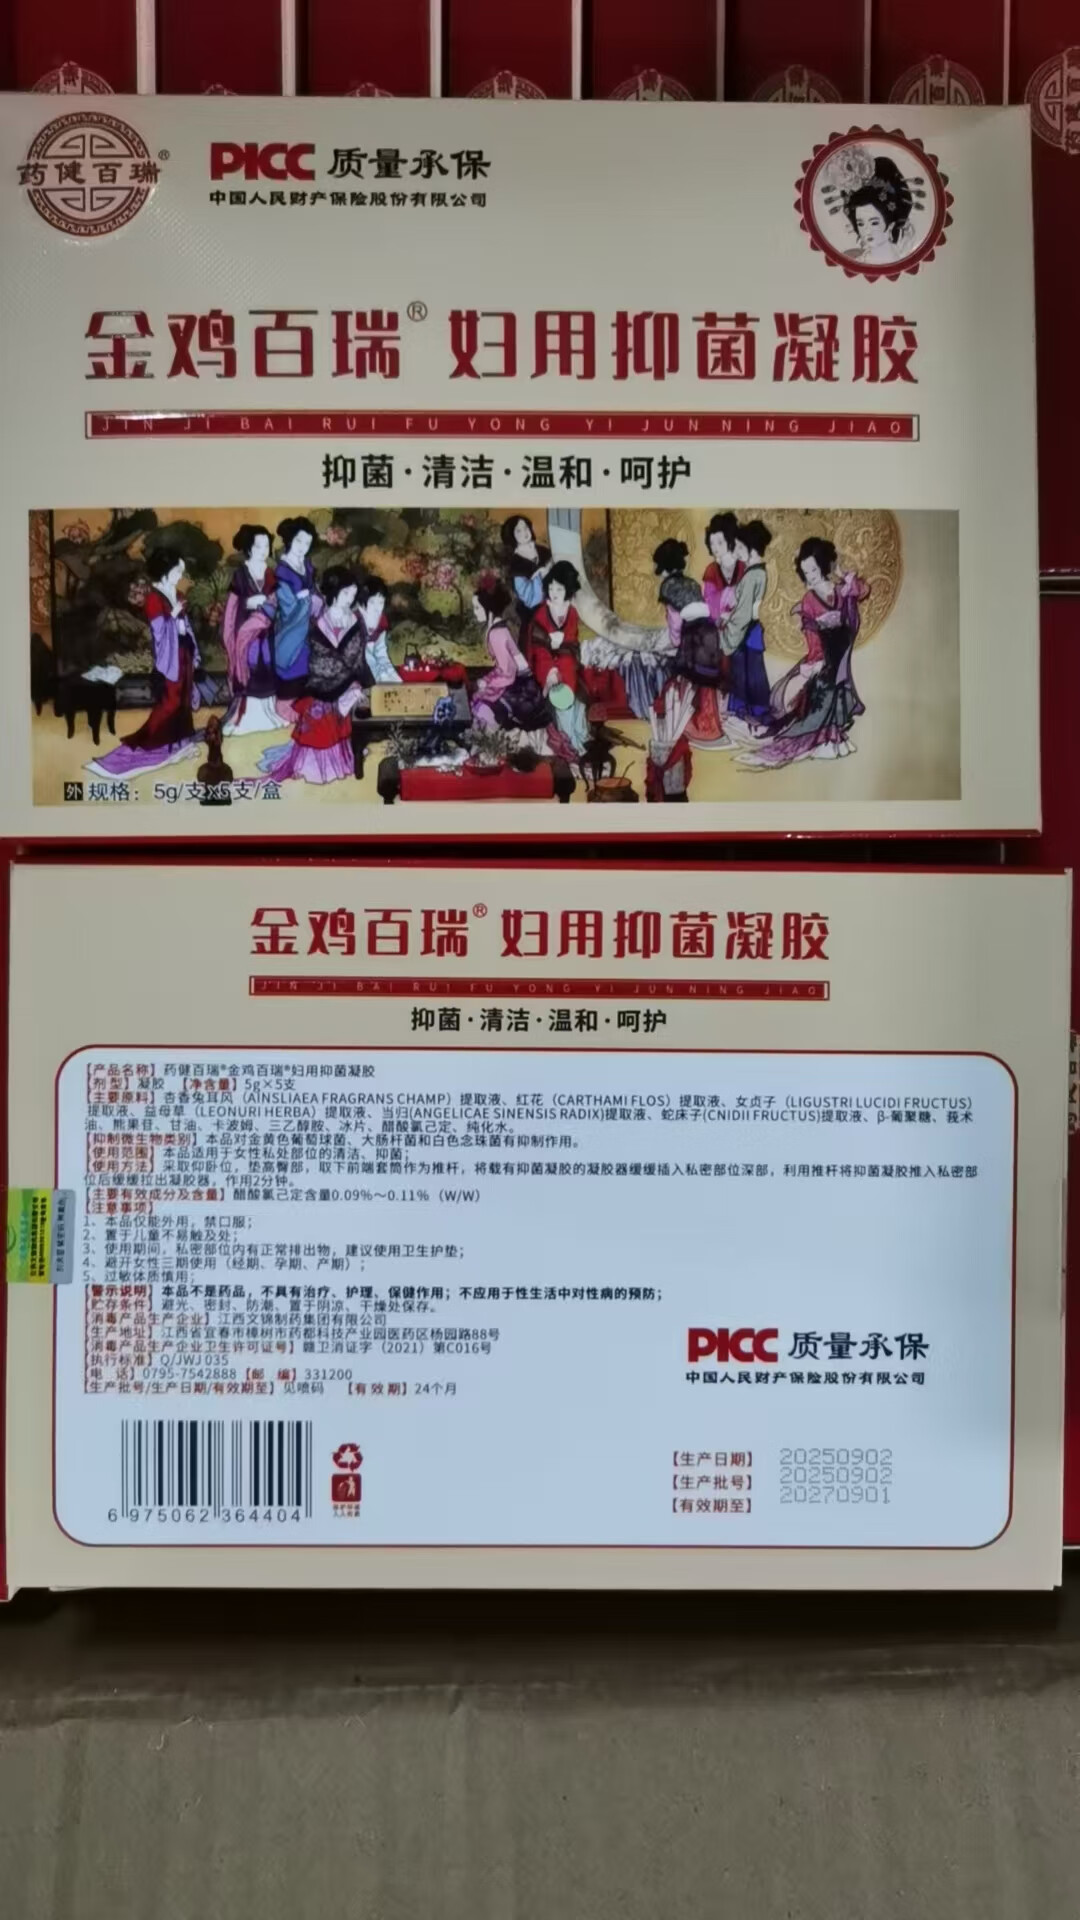 药健百瑞®
PICC 质量承保
中国人民财产保险股份有限公司
金鸡百瑞® 妇用抑菌凝胶
JIN JI BAI RUI FU YONG YI JUN NING JIAO
抑菌·清洁·温和·呵护
外 规格：5g/支x5支/盒
金鸡百瑞® 妇用抑菌凝胶
JIN JI BAI RUI FU YONG YI JUN NING JIAO
抑菌·清洁·温和·呵护
【产品名称】药健百瑞®金鸡百瑞®妇用抑菌凝胶
【剂型】凝胶 【净含量】5g×5支
【主要原料】杏香兔耳风（AINSLIAEA FRAGRANS CHAMP）提取液、红花（CARTHAMI FLOS）提取液、女贞子（LIGUSTRI LUCIDI FRUCTUS）
提取液、益母草（LEONURI HERBA）提取液、当归(ANGELICAE SINENSIS RADIX)提取液、蛇床子(CNIDII FRUCTUS)提取液、β-葡聚糖、莪术
油、熊果苷、甘油、卡波姆、三乙醇胺、冰片、醋酸氯己定、纯化水。
【抑制微生物类别】本品对金黄色葡萄球菌、大肠杆菌和白色念珠菌有抑制作用。
【使用范围】本品适用于女性私处部位的清洁、抑菌；
【使用方法】采取仰卧位，垫高臀部，取下前端套筒作为推杆，将载有抑菌凝胶的凝胶器缓缓插入私密部位深部，利用推杆将抑菌凝胶推入私密部
位后缓缓拉出凝胶器，作用2分钟。
【主要有效成分及含量】醋酸氯己定含量0.09%～0.11%（W/W）
【注意事项】
1、本品仅能外用，禁口服；
2、置于儿童不易触及处；
3、使用期间，私密部位内有正常排出物，建议使用卫生护垫；
4、避开女性三期使用（经期、孕期、产期）；
5、过敏体质慎用；
【警示说明】本品不是药品，不具有治疗、护理、保健作用；不应用于性生活中对性病的预防；
【贮存条件】避光、密封、防潮、置于阴凉、干燥处保存。
【消毒产品生产企业】江西文锦制药集团有限公司
【生产地址】江西省宜春市樟树市药都科技产业园医药区杨园路88号
【消毒产品生产企业卫生许可证号】赣卫消证字（2021）第C016号
【执行标准】Q/JWJ 035
【电 话】0795-7542888【邮 编】331200
【生产批号/生产日期/有效期至】见喷码 【有效期】24个月
PICC 质量承保
中国人民财产保险股份有限公司
6 975062 364404
【生产日期】 20250902
【生产批号】 20250902
【有效期至】 20270901